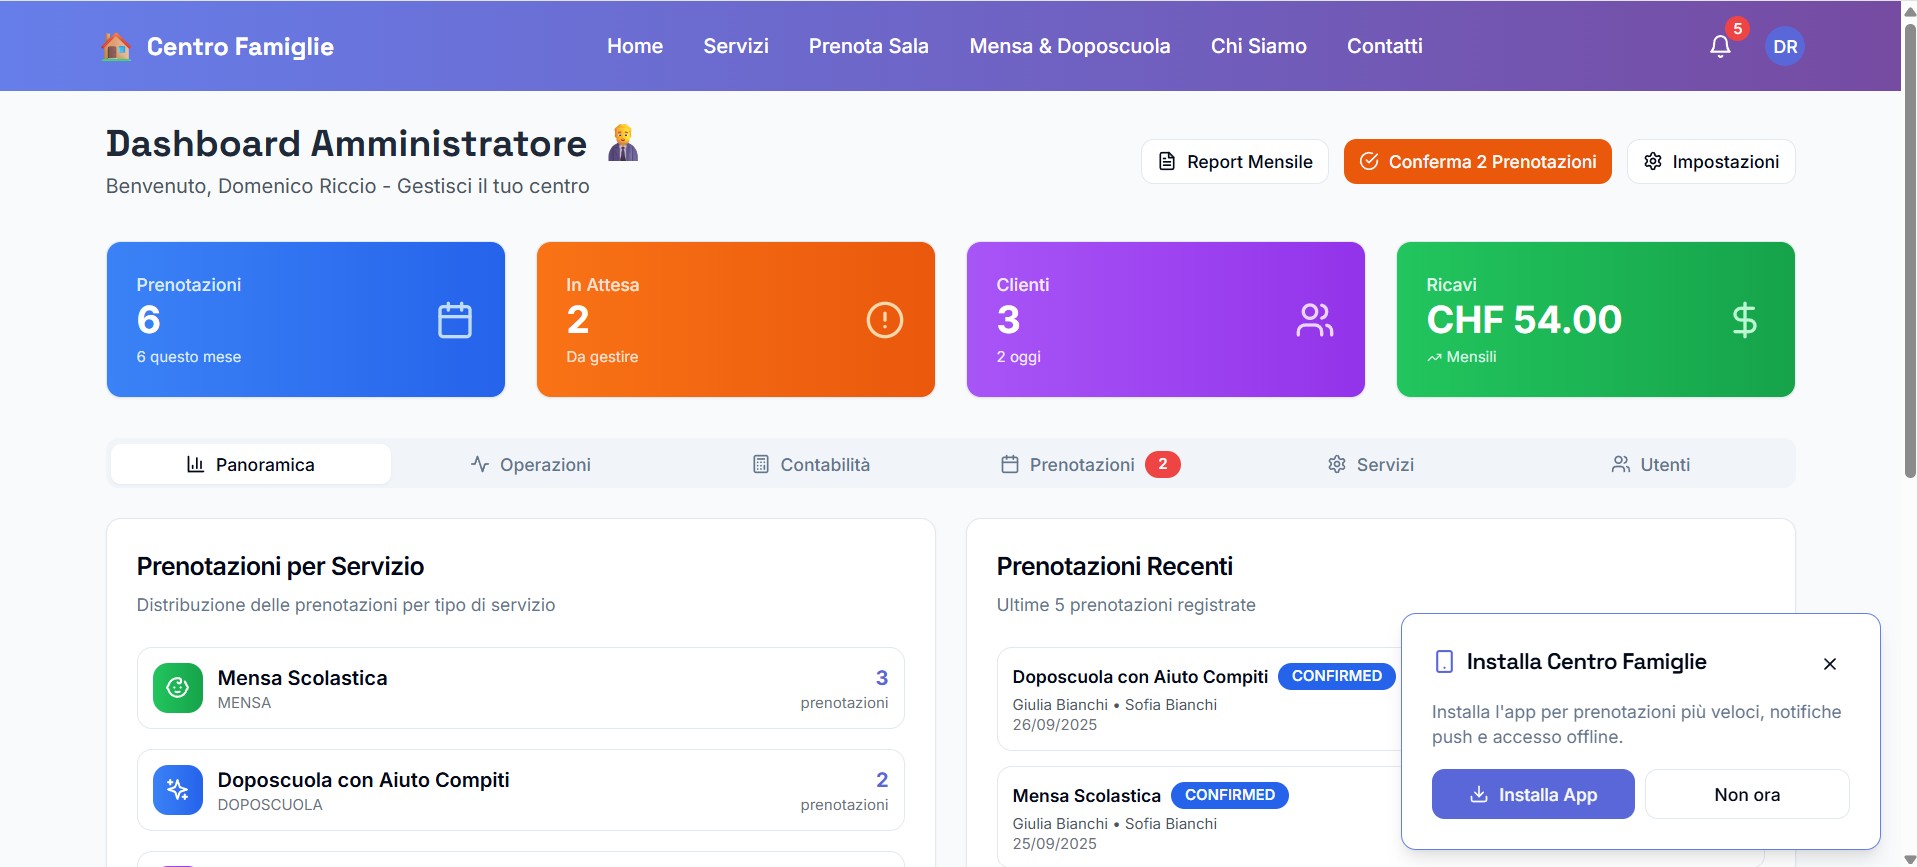 Centro Famiglie
Home Servizi Prenota Sala Mensa & Doposcuola Chi Siamo Contatti
5
DR
Dashboard Amministratore
Benvenuto, Domenico Riccio - Gestisci il tuo centro
Report Mensile
Conferma 2 Prenotazioni
Impostazioni
Prenotazioni
6
6 questo mese
In Attesa
2
Da gestire
Clienti
3
2 oggi
Ricavi
CHF 54.00
Mensili
Panoramica
Operazioni
Contabilità
Prenotazioni 2
Servizi
Utenti
Prenotazioni per Servizio
Distribuzione delle prenotazioni per tipo di servizio
Mensa Scolastica
MENSA
3
prenotazioni
Doposcuola con Aiuto Compiti
DOPOSCUOLA
2
prenotazioni
Prenotazioni Recenti
Ultime 5 prenotazioni registrate
Doposcuola con Aiuto Compiti CONFIRMED
Giulia Bianchi • Sofia Bianchi
26/09/2025
Mensa Scolastica CONFIRMED
Giulia Bianchi • Sofia Bianchi
25/09/2025
Installa Centro Famiglie
Installa l'app per prenotazioni più veloci, notifiche
push e accesso offline.
Installa App
Non ora